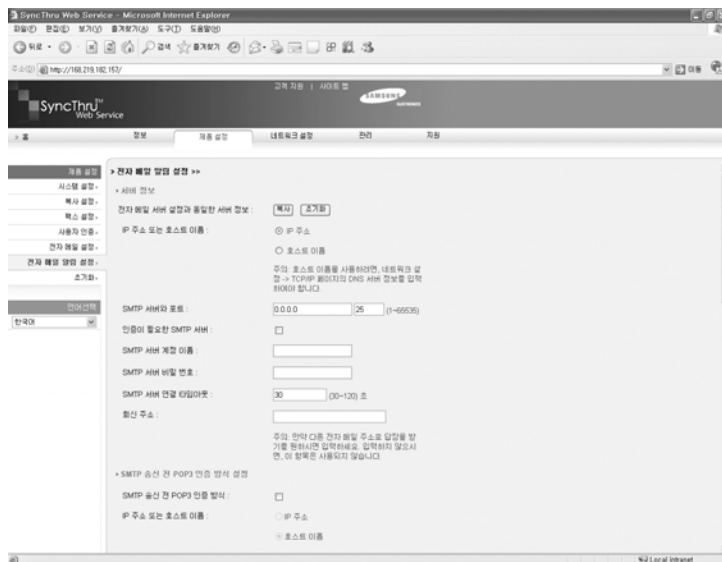 SyncThru Web Service - Microsoft Internet Explorer
파일(F) 편집(E) 보기(V) 즐겨찾기(A) 도구(T) 도움말(H)
뒤로 검색 즐겨찾기
주소(D) http://168.219.182.157/ 이동
고객 지원 | 사이트 맵
SAMSUNG ELECTRONICS
SyncThru™ Web Service
> 홈 정보 제품 설정 네트워크 설정 관리 지원
제품 설정
시스템 설정
복사 설정
팩스 설정
사용자 인증
전자 메일 설정
전자 메일 알림 설정
초기화
언어선택
한국어
전자 메일 알림 설정 >>
서버 정보
전자 메일 서버 설정과 동일한 서버 정보 : 복사 초기화
IP 주소 또는 호스트 이름 : IP 주소
호스트 이름
주의: 호스트 이름을 사용하려면, 네트워크 설
정 -> TCP/IP 페이지의 DNS 서버 정보를 입력
하여야 합니다.
SMTP 서버와 포트 : 0.0.0.0 25 (1~65535)
인증이 필요한 SMTP 서버 :
SMTP 서버 계정 이름 :
SMTP 서버 비밀 번호 :
SMTP 서버 연결 타임아웃 : 30 (30~120) 초
회신 주소 :
주의: 만약 다른 전자 메일 주소로 답장을 받
기를 원하시면 입력하세요. 입력하지 않으시
면, 이 항목은 사용되지 않습니다.
SMTP 송신 전 POP3 인증 방식 설정
SMTP 송신 전 POP3 인증 방식 :
IP 주소 또는 호스트 이름 : IP 주소
호스트 이름
Local intranet